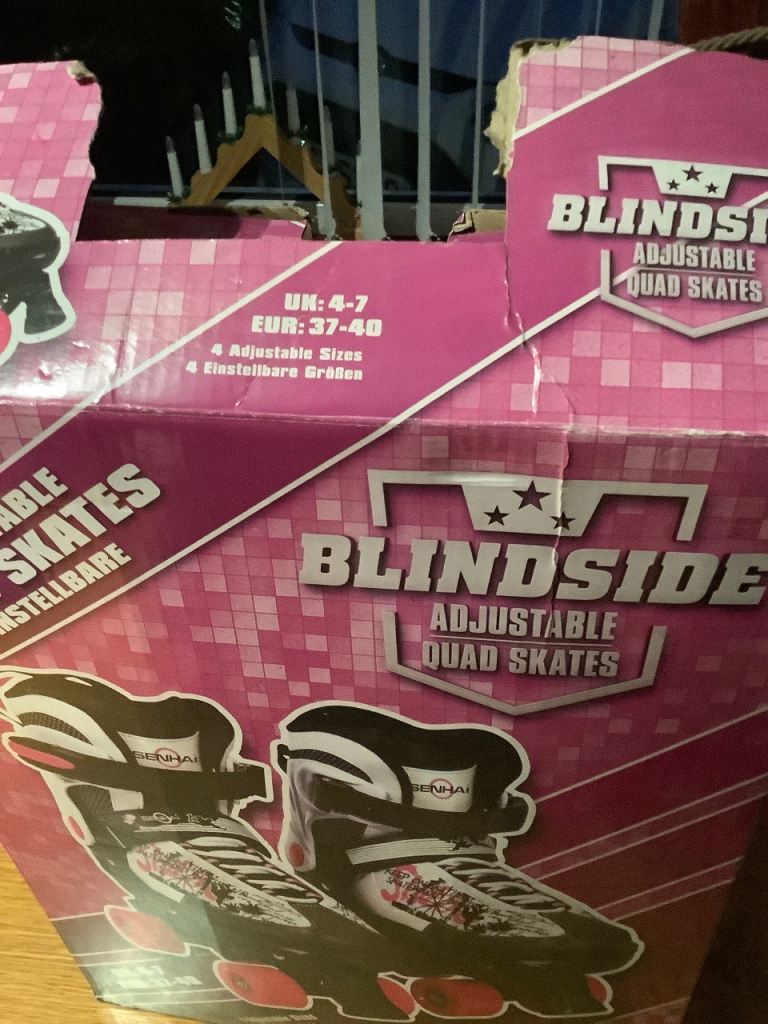 BLINDSI
ADJUSTABLE
QUAD SKATES
UK: 4-7
EUR: 37-40
4 Adjustable Sizes
4 Einstellbare Größen
ABLE
SKATES
INSTELLBARE
BLINDSIDE
ADJUSTABLE
QUAD SKATES
SENHAI
SENHAI